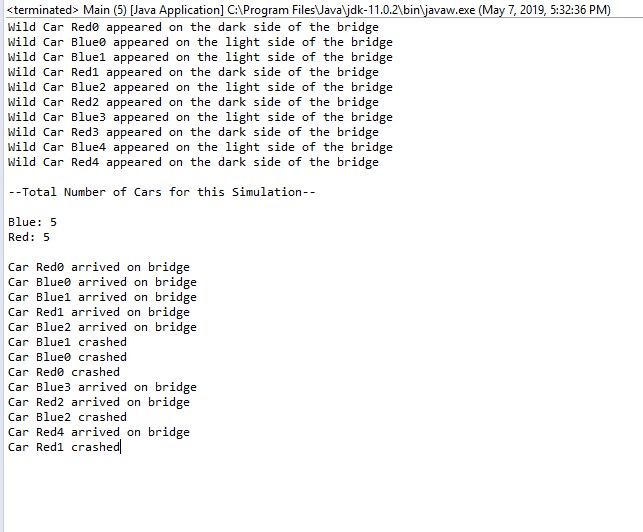 <terminated> Main (5) [Java Application] C:\Program Files\Java\jdk-11.0.2\bin\javaw.exe (May 7, 2019, 5:32:36 PM)
Wild Car Red0 appeared on the dark side of the bridge
Wild Car Blue0 appeared on the light side of the bridge
Wild Car Blue1 appeared on the light side of the bridge
Wild Car Red1 appeared on the dark side of the bridge
Wild Car Blue2 appeared on the light side of the bridge
Wild Car Red2 appeared on the dark side of the bridge
Wild Car Blue3 appeared on the light side of the bridge
Wild Car Red3 appeared on the dark side of the bridge
Wild Car Blue4 appeared on the light side of the bridge
Wild Car Red4 appeared on the dark side of the bridge
--Total Number of Cars for this Simulation--
Blue: 5
Red: 5
Car Red0 arrived on bridge
Car Blue0 arrived on bridge
Car Blue1 arrived on bridge
Car Red1 arrived on bridge
Car Blue2 arrived on bridge
Car Blue1 crashed
Car Blue0 crashed
Car Red0 crashed
Car Blue3 arrived on bridge
Car Red2 arrived on bridge
Car Blue2 crashed
Car Red4 arrived on bridge
Car Red1 crashed